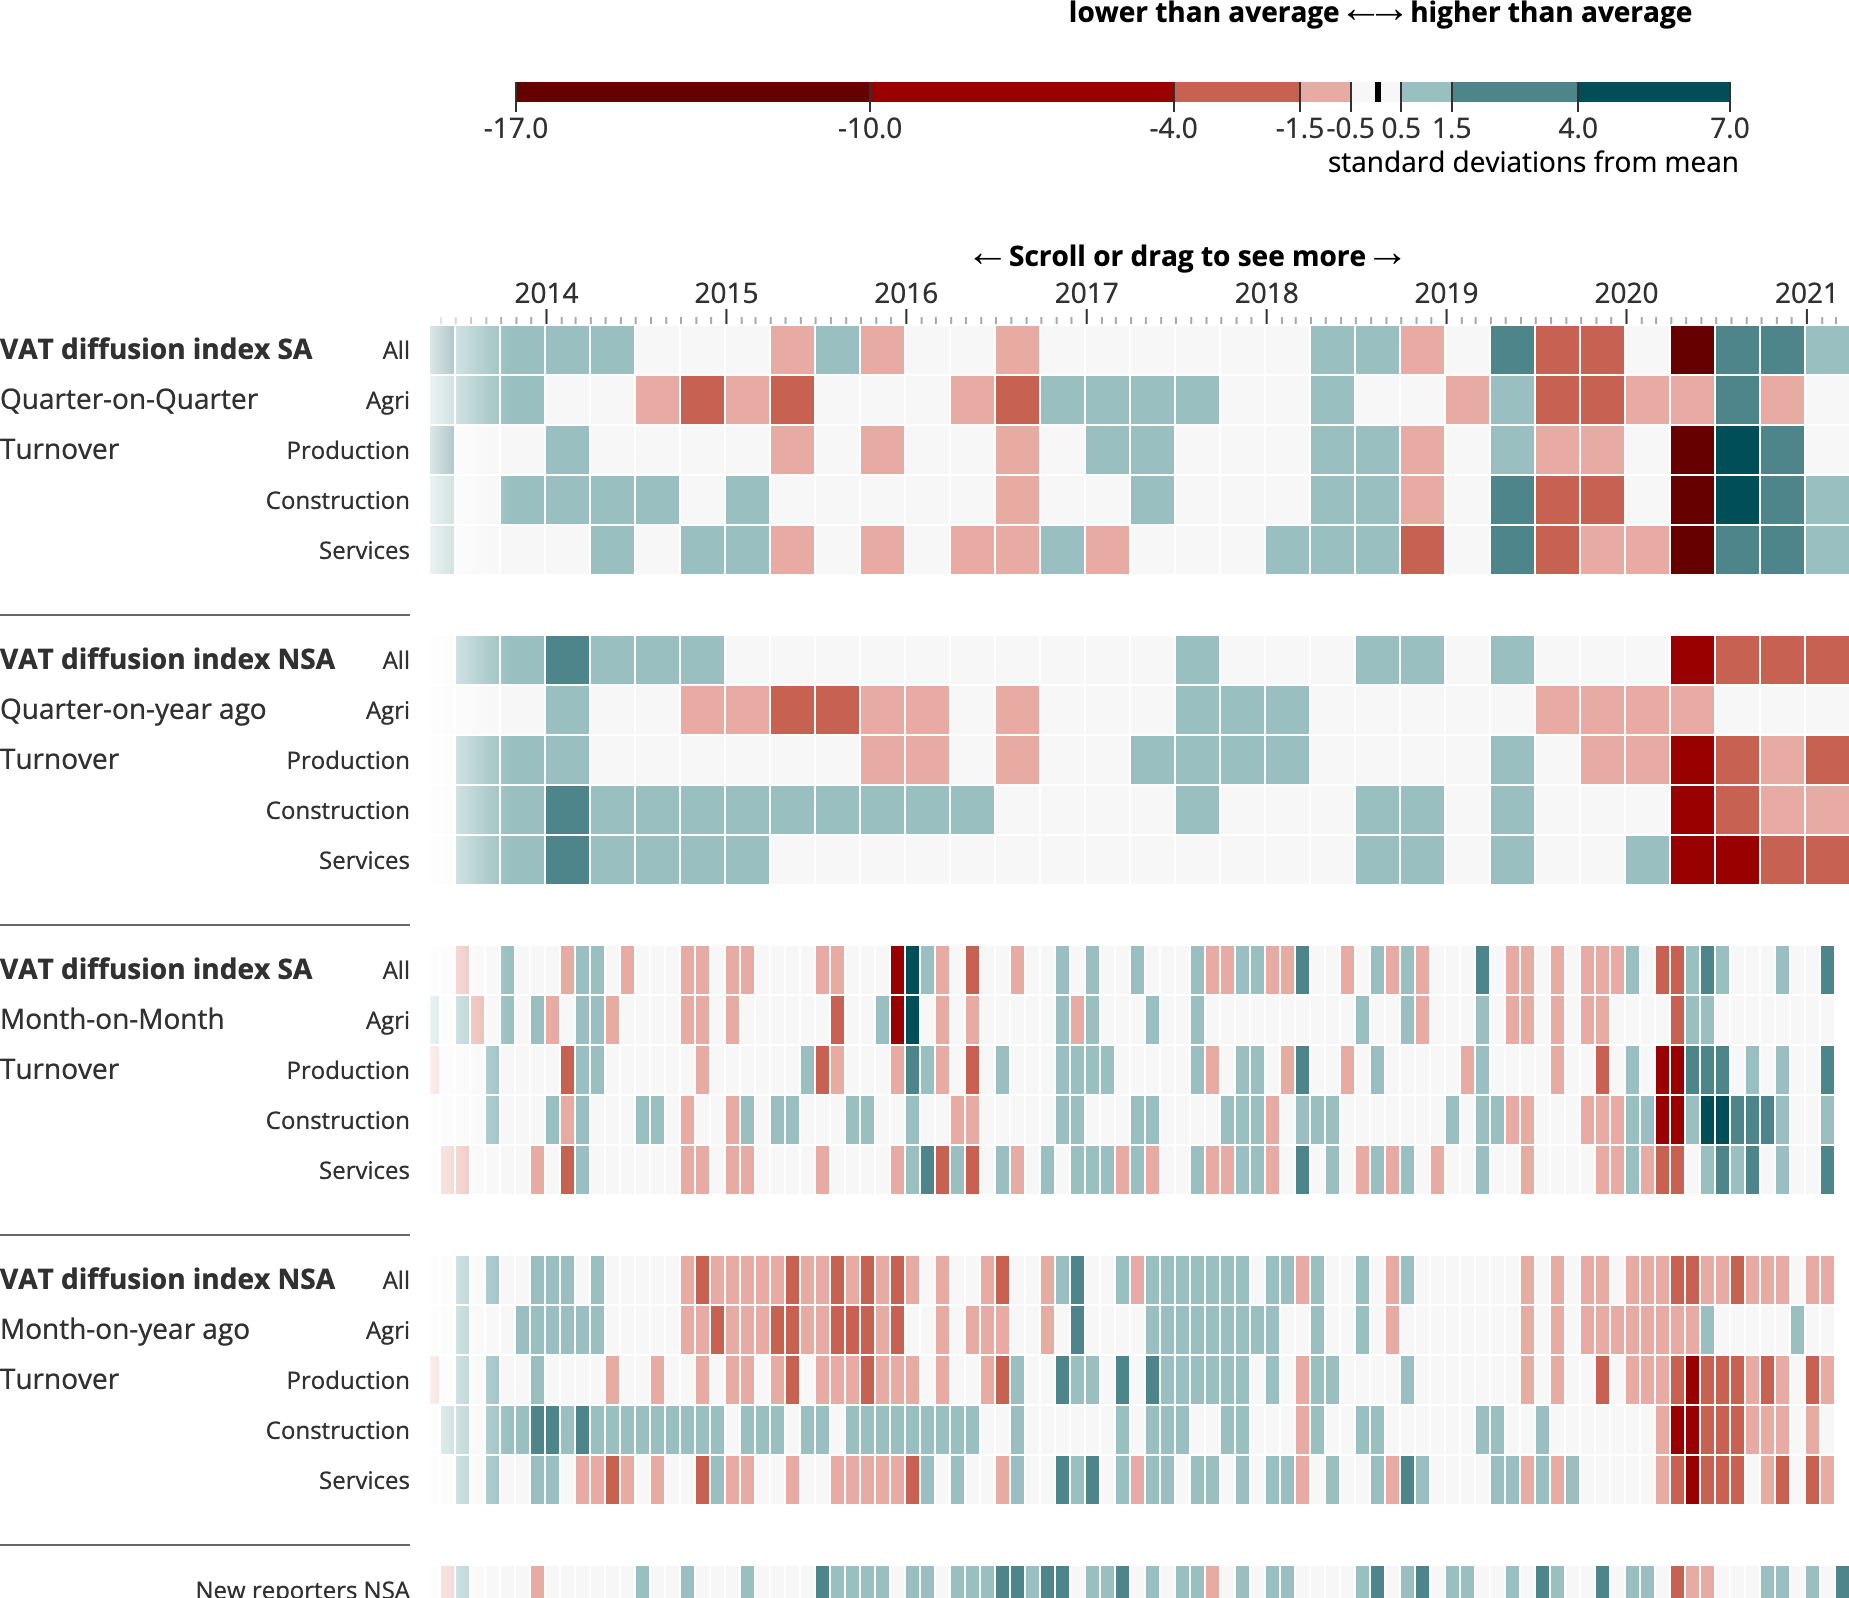 lower than average ←→ higher than average
-17.0 -10.0 -4.0 -1.5 -0.5 0.5 1.5 4.0 7.0
standard deviations from mean
← Scroll or drag to see more →
2014 2015 2016 2017 2018 2019 2020 2021
VAT diffusion index SA All
Quarter-on-Quarter Agri
Turnover Production
Construction
Services
VAT diffusion index NSA All
Quarter-on-year ago Agri
Turnover Production
Construction
Services
VAT diffusion index SA All
Month-on-Month Agri
Turnover Production
Construction
Services
VAT diffusion index NSA All
Month-on-year ago Agri
Turnover Production
Construction
Services
New reporters NSA